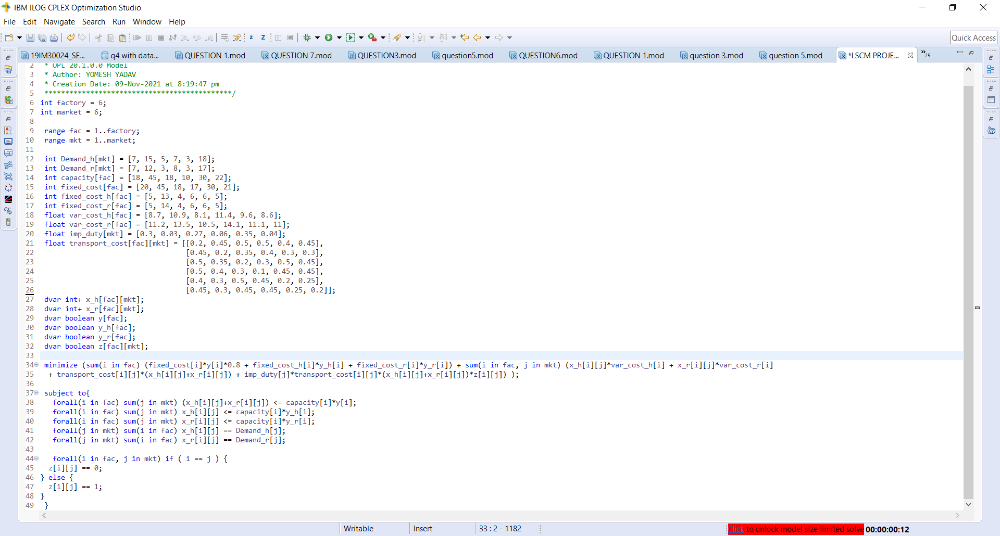 IBM ILOG CPLEX Optimization Studio
File Edit Navigate Search Run Window Help
Quick Access
19IM30024_SE... q4 with data... QUESTION 1.mod QUESTION 7.mod QUESTION3.mod question5.mod QUESTION6.mod QUESTION 1.mod question 3.mod question 5.mod *LSCM PROJE... »25
2 * OPL 20.1.0.0 Model
3 * Author: YOMESH YADAV
4 * Creation Date: 09-Nov-2021 at 8:19:47 pm
5 *********************************************/
6 int factory = 6;
7 int market = 6;
8
9 range fac = 1..factory;
10 range mkt = 1..market;
11
12 int Demand_h[mkt] = [7, 15, 5, 7, 3, 18];
13 int Demand_r[mkt] = [7, 12, 3, 8, 3, 17];
14 int capacity[fac] = [18, 45, 18, 10, 30, 22];
15 int fixed_cost[fac] = [20, 45, 18, 17, 30, 21];
16 int fixed_cost_h[fac] = [5, 13, 4, 6, 6, 5];
17 int fixed_cost_r[fac] = [5, 14, 4, 6, 6, 5];
18 float var_cost_h[fac] = [8.7, 10.9, 8.1, 11.4, 9.6, 8.6];
19 float var_cost_r[fac] = [11.2, 13.5, 10.5, 14.1, 11.1, 11];
20 float imp_duty[mkt] = [0.3, 0.03, 0.27, 0.06, 0.35, 0.04];
21 float transport_cost[fac][mkt] = [[0.2, 0.45, 0.5, 0.5, 0.4, 0.45],
22 [0.45, 0.2, 0.35, 0.4, 0.3, 0.3],
23 [0.5, 0.35, 0.2, 0.3, 0.5, 0.45],
24 [0.5, 0.4, 0.3, 0.1, 0.45, 0.45],
25 [0.4, 0.3, 0.5, 0.45, 0.2, 0.25],
26 [0.45, 0.3, 0.45, 0.45, 0.25, 0.2]];
27 dvar int+ x_h[fac][mkt];
28 dvar int+ x_r[fac][mkt];
29 dvar boolean y[fac];
30 dvar boolean y_h[fac];
31 dvar boolean y_r[fac];
32 dvar boolean z[fac][mkt];
33
34 minimize (sum(i in fac) (fixed_cost[i]*y[i]*0.8 + fixed_cost_h[i]*y_h[i] + fixed_cost_r[i]*y_r[i]) + sum(i in fac, j in mkt) (x_h[i][j]*var_cost_h[i] + x_r[i][j]*var_cost_r[i]
35 + transport_cost[i][j]*(x_h[i][j]+x_r[i][j]) + imp_duty[j]*transport_cost[i][j]*(x_h[i][j]+x_r[i][j])*z[i][j]) );
36
37 subject to{
38 forall(i in fac) sum(j in mkt) (x_h[i][j]+x_r[i][j]) <= capacity[i]*y[i];
39 forall(i in fac) sum(j in mkt) x_h[i][j] <= capacity[i]*y_h[i];
40 forall(i in fac) sum(j in mkt) x_r[i][j] <= capacity[i]*y_r[i];
41 forall(j in mkt) sum(i in fac) x_h[i][j] == Demand_h[j];
42 forall(j in mkt) sum(i in fac) x_r[i][j] == Demand_r[j];
43
44 forall(i in fac, j in mkt) if ( i == j ) {
45 z[i][j] == 0;
46 } else {
47 z[i][j] == 1;
48 }
49 }
Writable Insert 33 : 2 - 1182 Click to unlock model size limited solve 00:00:00:12